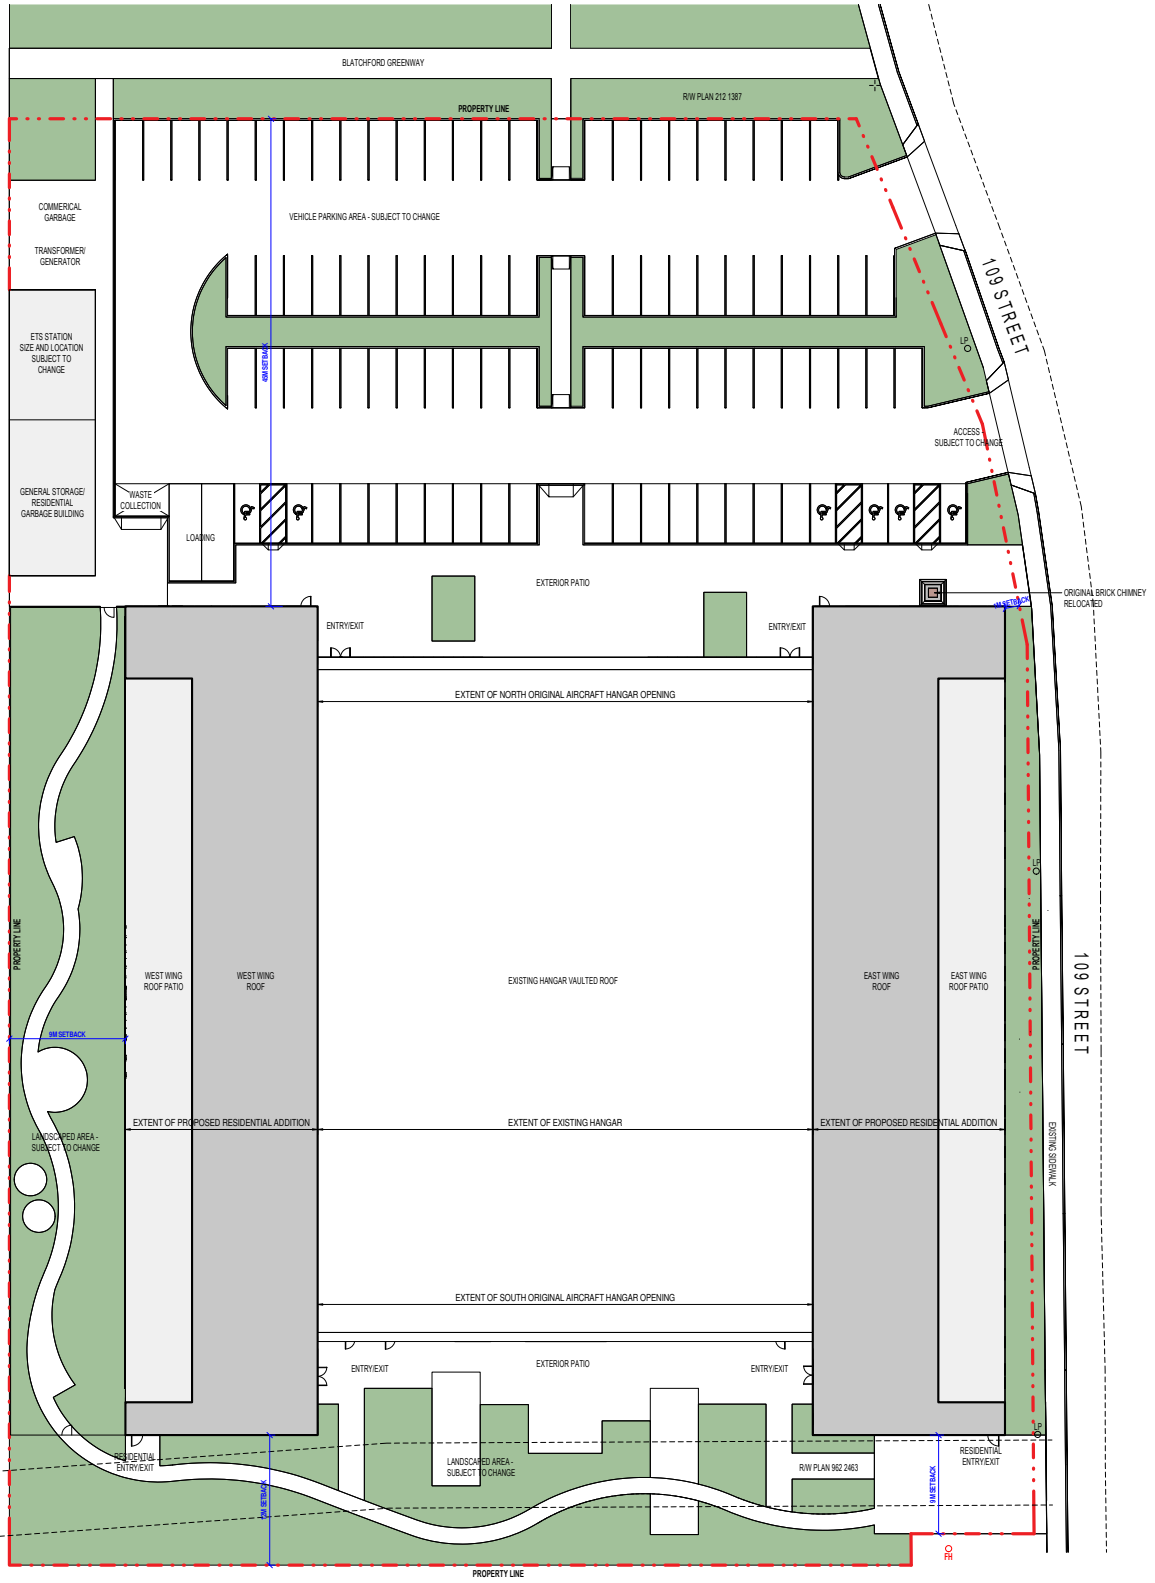 BLATCHFORD GREENWAY
R/W PLAN 212 1387
PROPERTY LINE
COMMERICAL
GARBAGE
TRANSFORMER/
GENERATOR
VEHICLE PARKING AREA - SUBJECT TO CHANGE
109 STREET
ETS STATION
SIZE AND LOCATION
SUBJECT TO
CHANGE
45M SETBACK
LP
ACCESS -
SUBJECT TO CHANGE
GENERAL STORAGE/
RESIDENTIAL
GARBAGE BUILDING
WASTE
COLLECTION
LOADING
EXTERIOR PATIO
ORIGINAL BRICK CHIMNEY
RELOCATED
ENTRY/EXIT
ENTRY/EXIT
EXTENT OF NORTH ORIGINAL AIRCRAFT HANGAR OPENING
LP
PROPERTY LINE
PROPERTY LINE
109 STREET
WEST WING
ROOF PATIO
WEST WING
ROOF
EXISTING HANGAR VAULTED ROOF
EAST WING
ROOF
EAST WING
ROOF PATIO
9M SETBACK
EXTENT OF PROPOSED RESIDENTIAL ADDITION
EXTENT OF EXISTING HANGAR
EXTENT OF PROPOSED RESIDENTIAL ADDITION
LANDSCAPED AREA -
SUBJECT TO CHANGE
EXISTING SIDEWALK
EXTENT OF SOUTH ORIGINAL AIRCRAFT HANGAR OPENING
ENTRY/EXIT
EXTERIOR PATIO
ENTRY/EXIT
LP
RESIDENTIAL
ENTRY/EXIT
LANDSCAPED AREA -
SUBJECT TO CHANGE
R/W PLAN 962 2463
RESIDENTIAL
ENTRY/EXIT
9M SETBACK
FH
PROPERTY LINE